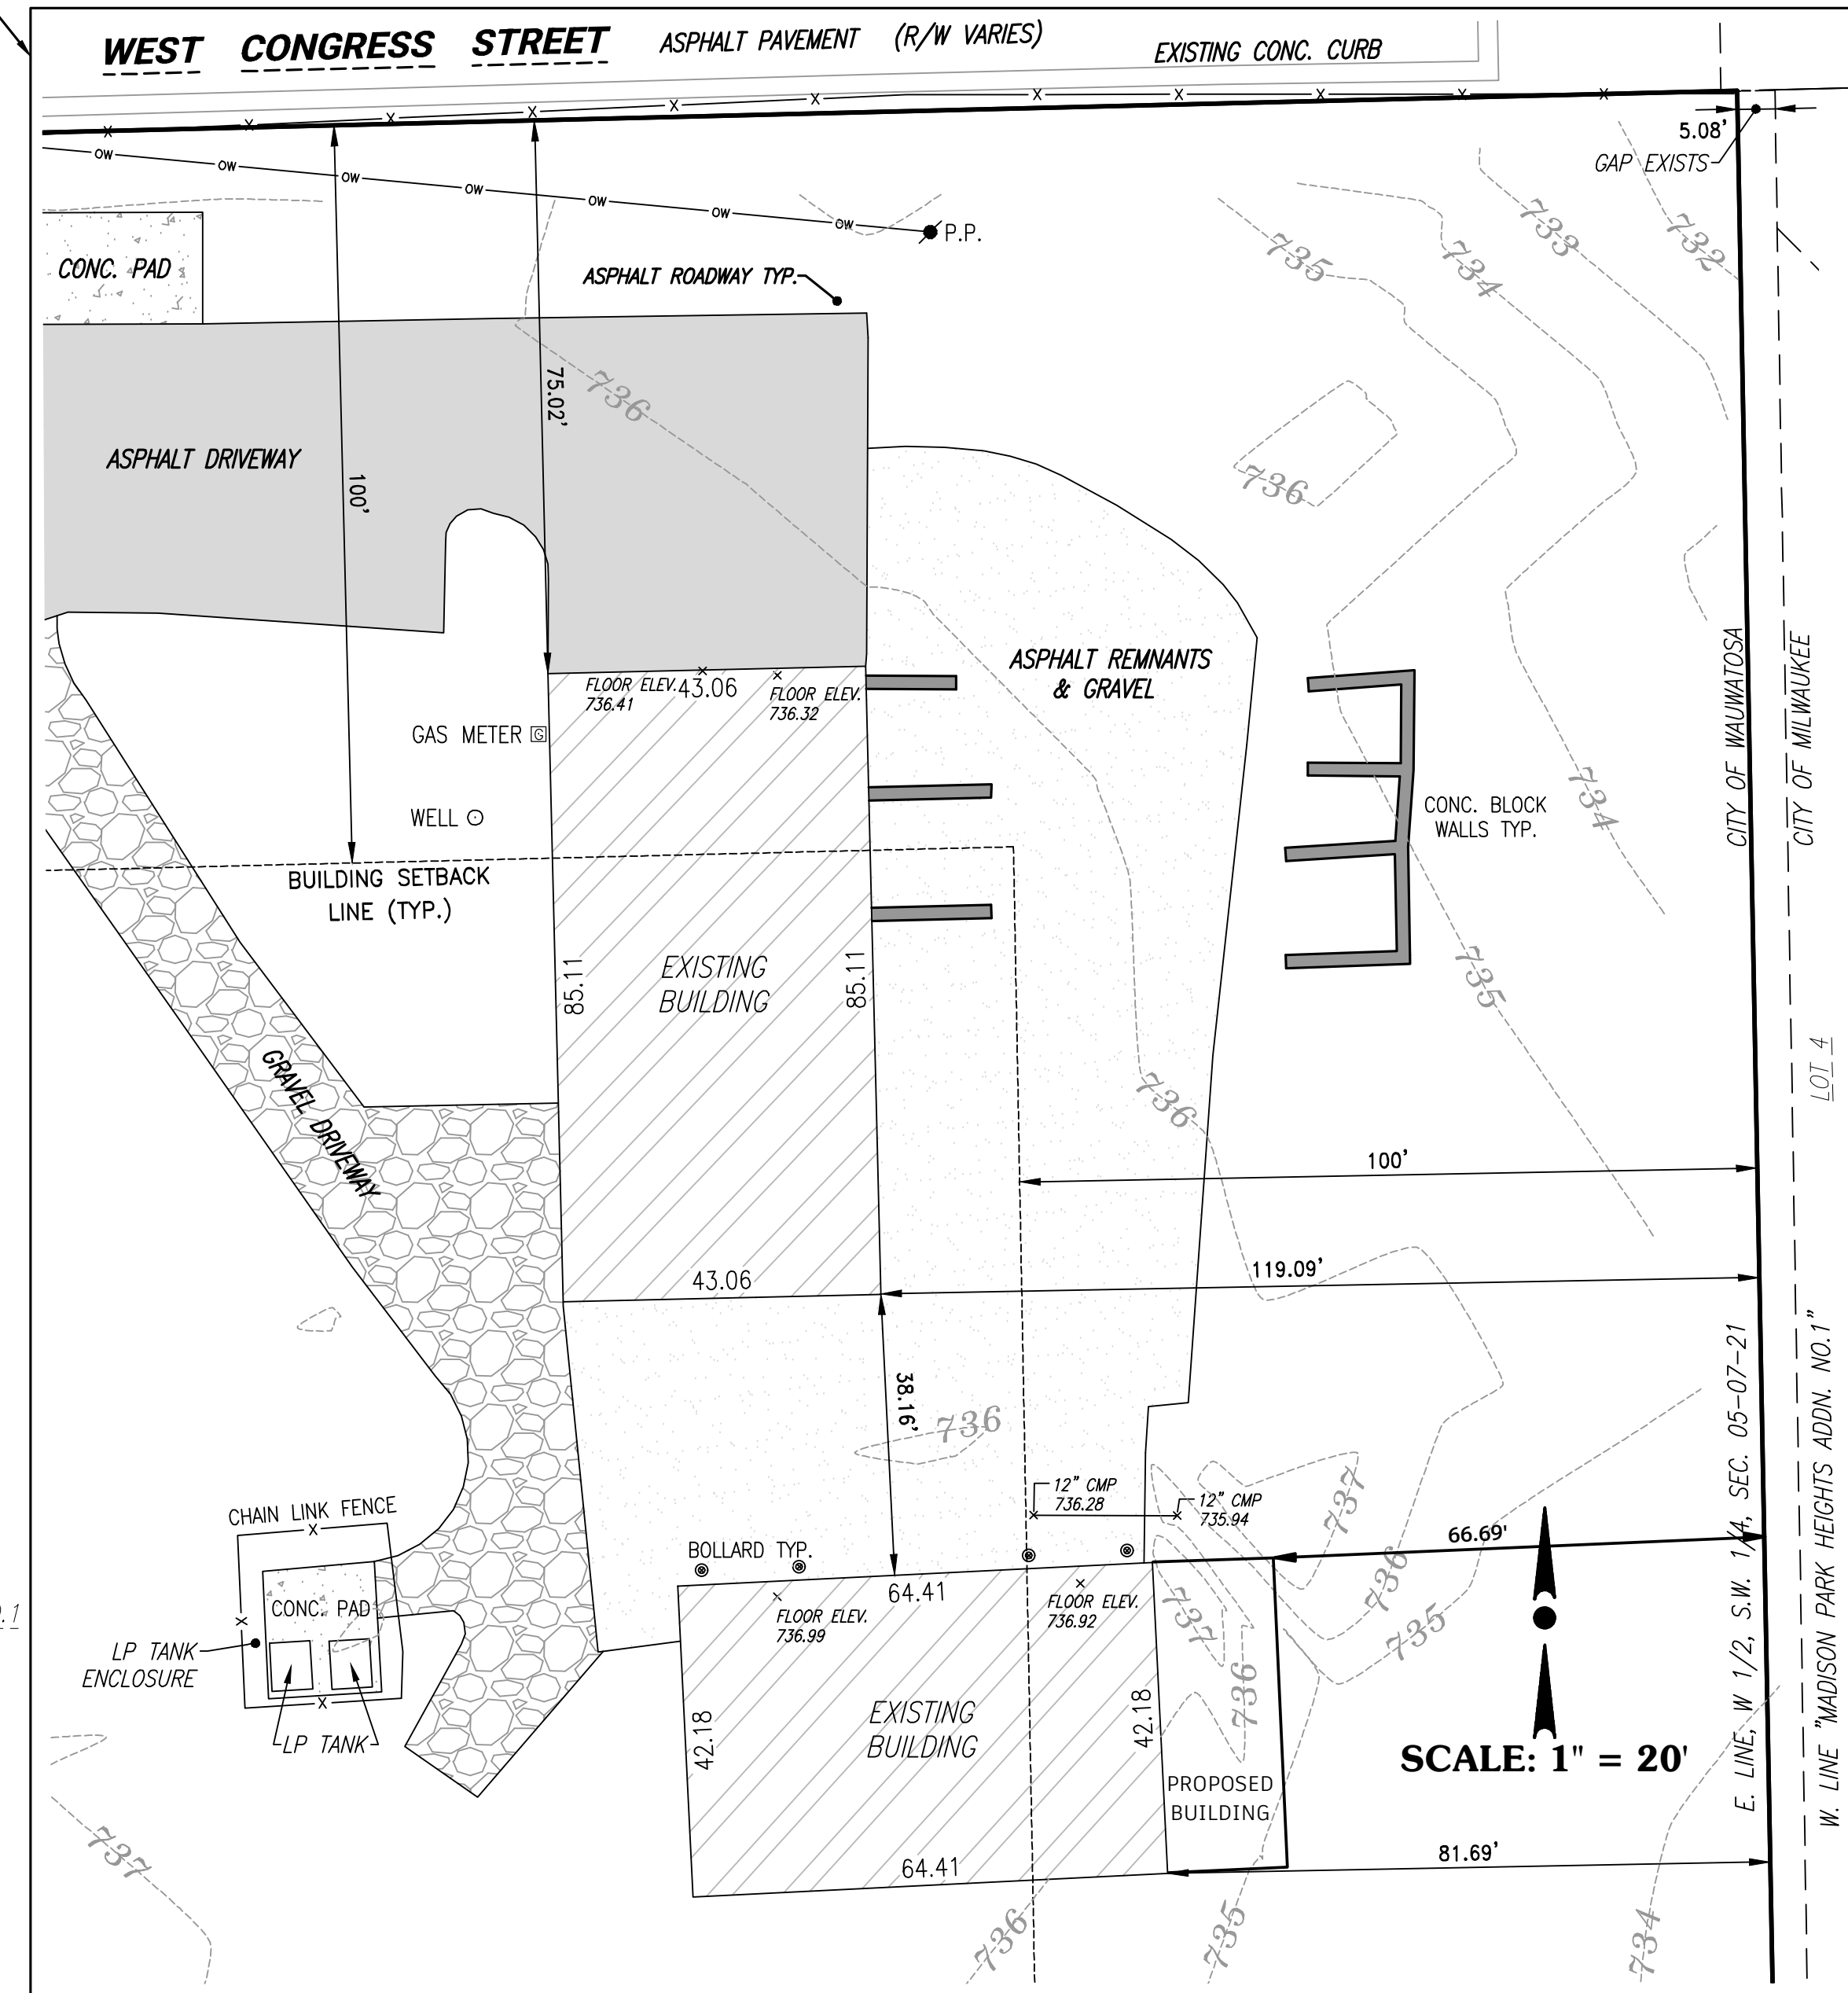 WEST CONGRESS STREET ASPHALT PAVEMENT (R/W VARIES)
EXISTING CONC. CURB
X X X X X X X X X X X
5.08'
GAP EXISTS
OW OW OW OW OW OW OW
P.P.
CONC. PAD
ASPHALT ROADWAY TYP.
735
734
733
732
736
75.02'
736
ASPHALT DRIVEWAY
100'
ASPHALT REMNANTS
& GRAVEL
CITY OF WAUWATOSA
CITY OF MILWAUKEE
FLOOR ELEV.
736.41
43.06
FLOOR ELEV.
736.32
GAS METER G
WELL
CONC. BLOCK
WALLS TYP.
734
BUILDING SETBACK
LINE (TYP.)
EXISTING
BUILDING
85.11
85.11
735
LOT 4
GRAVEL DRIVEWAY
736
100'
119.09'
43.06
38.16'
736
E. LINE, W 1/2, S.W. 1/4, SEC. 05-07-21
W. LINE "MADISON PARK HEIGHTS ADDN. NO.1"
12" CMP
736.28
12" CMP
735.94
737
CHAIN LINK FENCE
X
X
X
BOLLARD TYP.
66.69'
64.41
FLOOR ELEV.
736.99
FLOOR ELEV.
736.92
737
736
735
736
CONC. PAD
LP TANK
ENCLOSURE
LP TANK
.1
42.18
EXISTING
BUILDING
42.18
PROPOSED
BUILDING
SCALE: 1" = 20'
81.69'
64.41
737
736
735
734